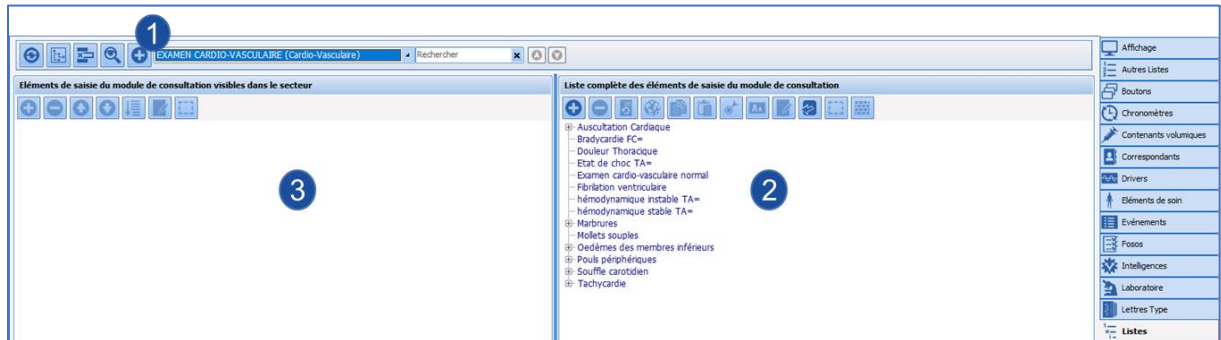 1
EXAMEN CARDIO-VASCULAIRE (Cardio-Vasculaire)
Rechercher
Eléments de saisie du module de consultation visibles dans le secteur
3
Liste complète des éléments de saisie du module de consultation
Aa
Auscultation Cardiaque
Bradycardie FC=
Douleur Thoracique
Etat de choc TA=
Examen cardio-vasculaire normal
Fibrilation ventriculaire
hémodynamique instable TA=
hémodynamique stable TA=
Marbrures
Mollets souples
Oedèmes des membres inférieurs
Pouls périphériques
Souffle carotidien
Tachycardie
2
Affichage
Autres Listes
Boutons
Chronomètres
Contenants volumiques
Correspondants
Drivers
Eléments de soin
Evénements
Fosos
Intelligences
Laboratoire
Lettres Type
Listes